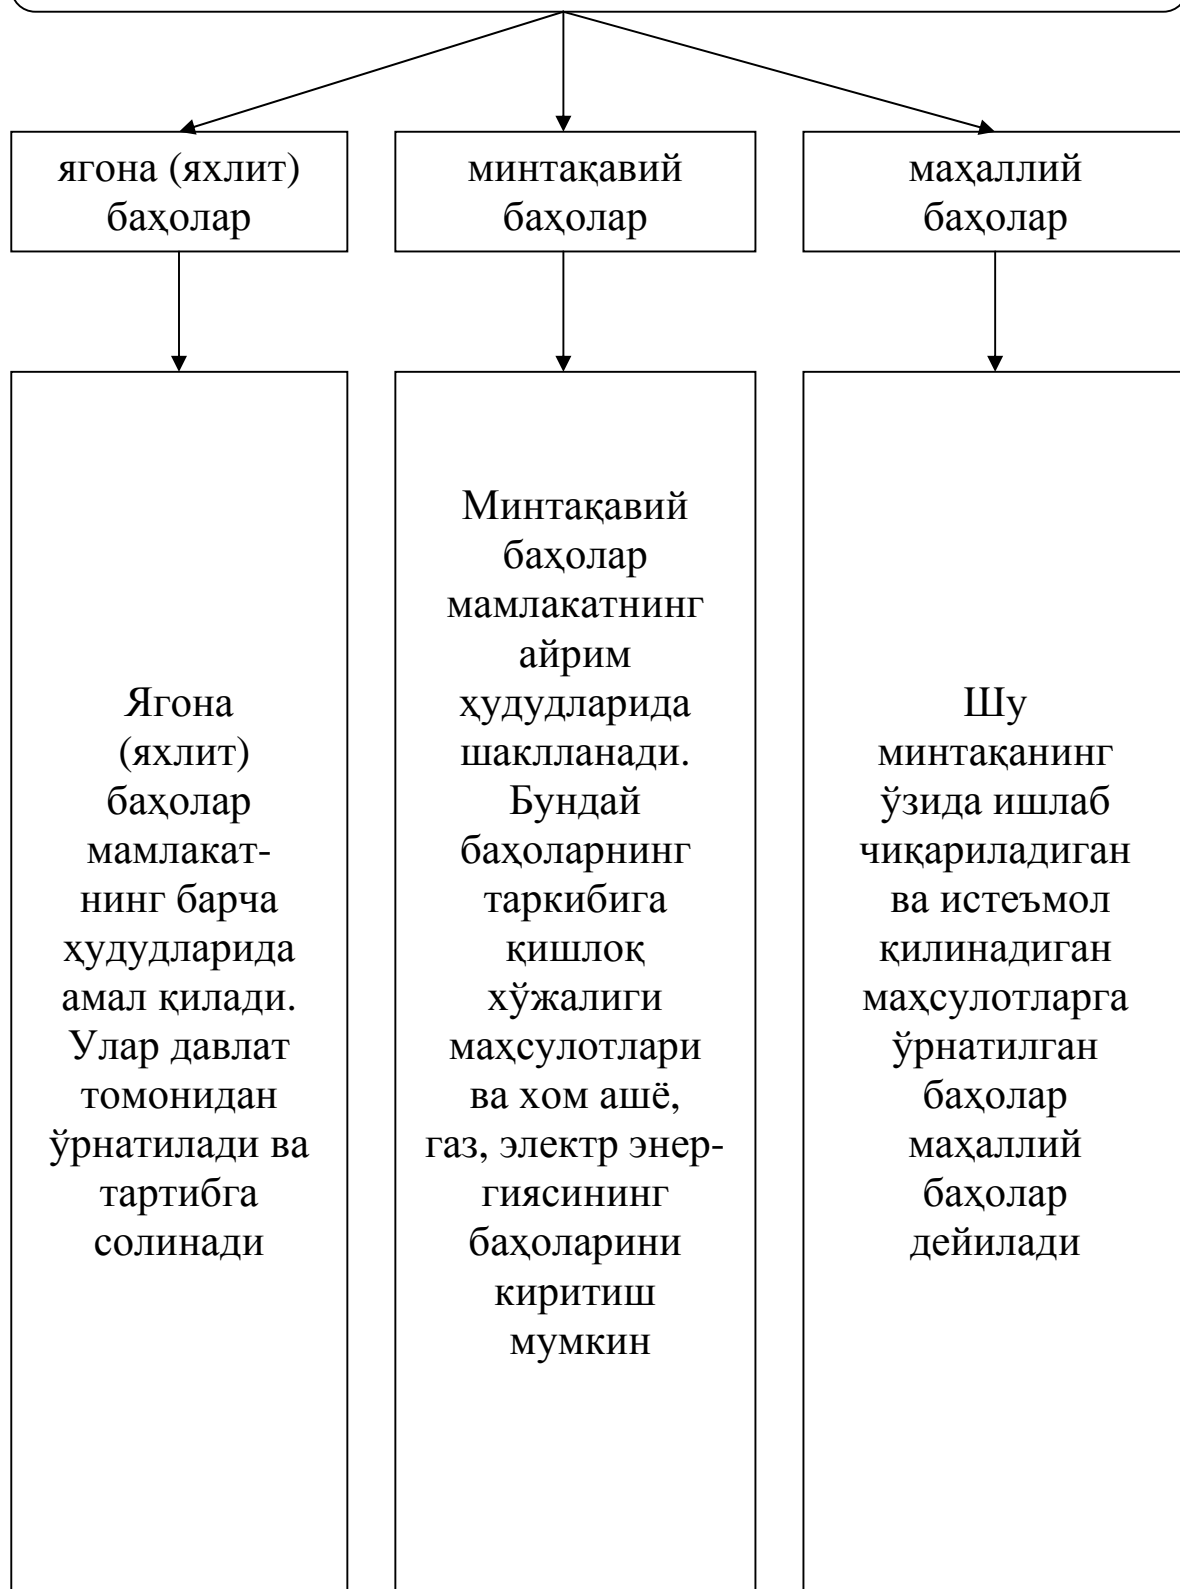 ягона (яхлит)
баҳолар
минтақавий
баҳолар
маҳаллий
баҳолар
Ягона
(яхлит)
баҳолар
мамлакат-
нинг барча
ҳудудларида
амал қилади.
Улар давлат
томонидан
ўрнатилади ва
тартибга
солинади
Минтақавий
баҳолар
мамлакатнинг
айрим
ҳудудларида
шаклланади.
Бундай
баҳоларнинг
таркибига
қишлоқ
хўжалиги
маҳсулотлари
ва хом ашё,
газ, электр энер-
гиясининг
баҳоларини
киритиш
мумкин
Шу
минтақанинг
ўзида ишлаб
чиқариладиган
ва истеъмол
қилинадиган
маҳсулотларга
ўрнатилган
баҳолар
маҳаллий
баҳолар
дейилади